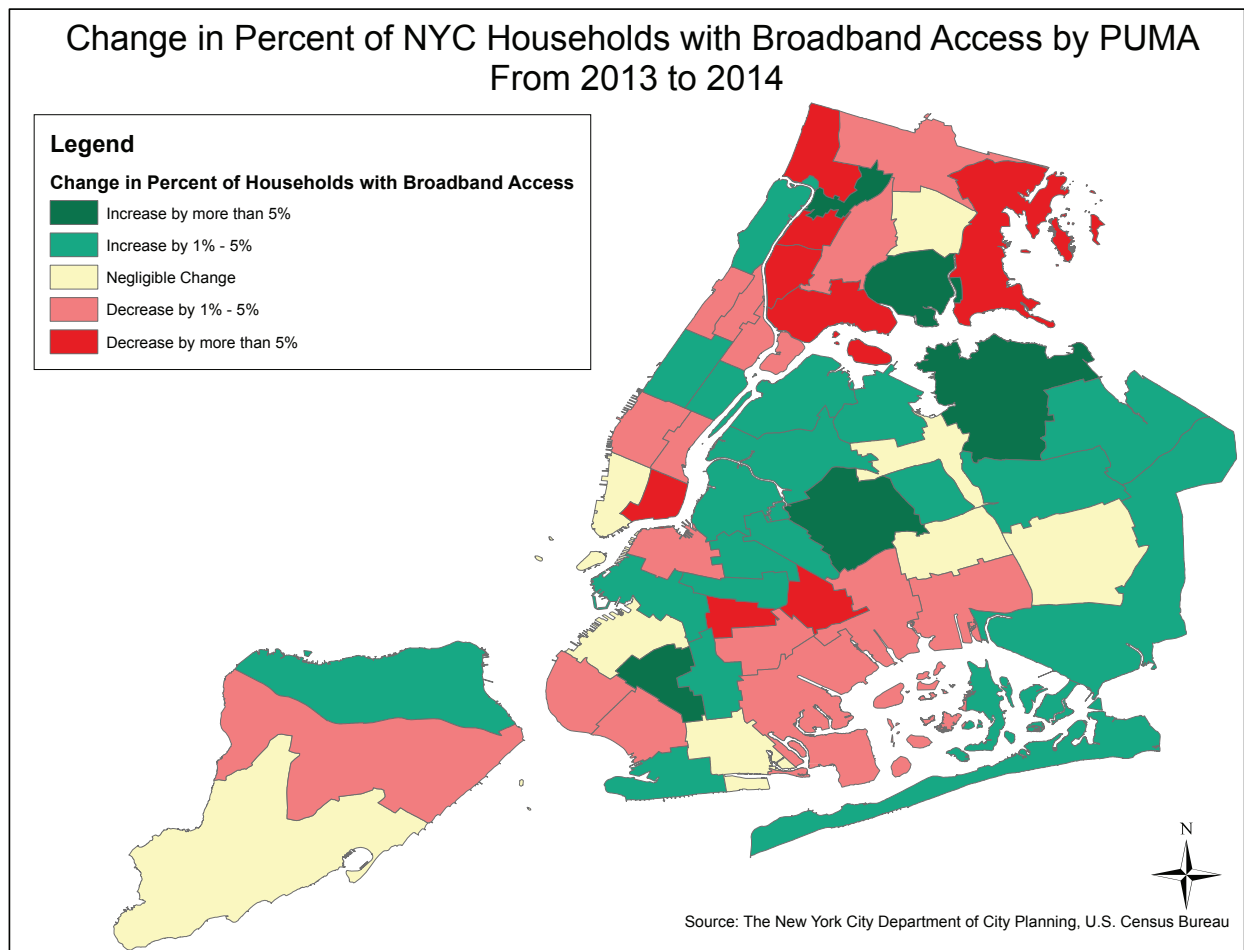 Change in Percent of NYC Households with Broadband Access by PUMA
From 2013 to 2014
Legend
Change in Percent of Households with Broadband Access
Increase by more than 5%
Increase by 1% - 5%
Negligible Change
Decrease by 1% - 5%
Decrease by more than 5%
N
Source: The New York City Department of City Planning, U.S. Census Bureau